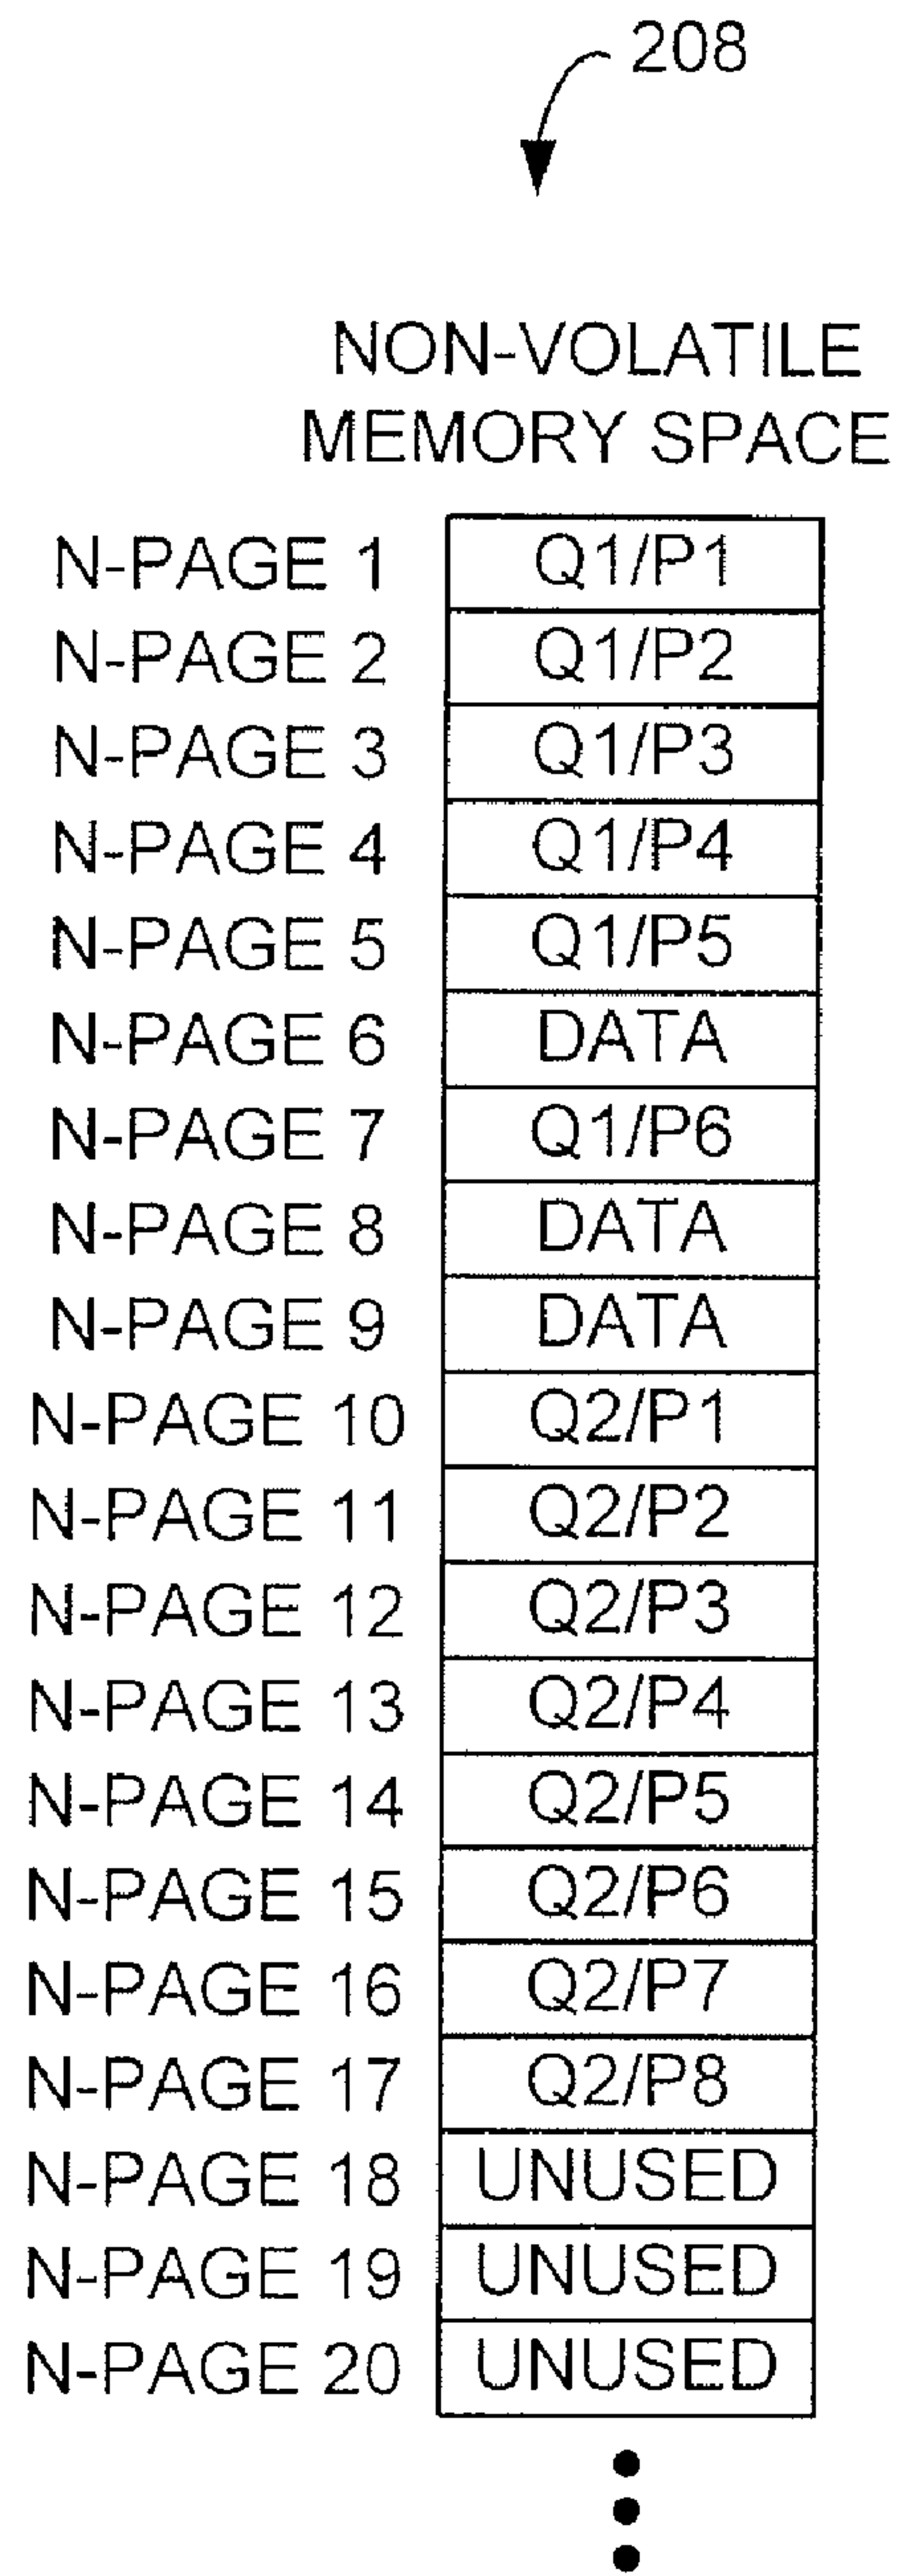 208
NON-VOLATILE
MEMORY SPACE
N-PAGE 1 Q1/P1
N-PAGE 2 Q1/P2
N-PAGE 3 Q1/P3
N-PAGE 4 Q1/P4
N-PAGE 5 Q1/P5
N-PAGE 6 DATA
N-PAGE 7 Q1/P6
N-PAGE 8 DATA
N-PAGE 9 DATA
N-PAGE 10 Q2/P1
N-PAGE 11 Q2/P2
N-PAGE 12 Q2/P3
N-PAGE 13 Q2/P4
N-PAGE 14 Q2/P5
N-PAGE 15 Q2/P6
N-PAGE 16 Q2/P7
N-PAGE 17 Q2/P8
N-PAGE 18 UNUSED
N-PAGE 19 UNUSED
N-PAGE 20 UNUSED